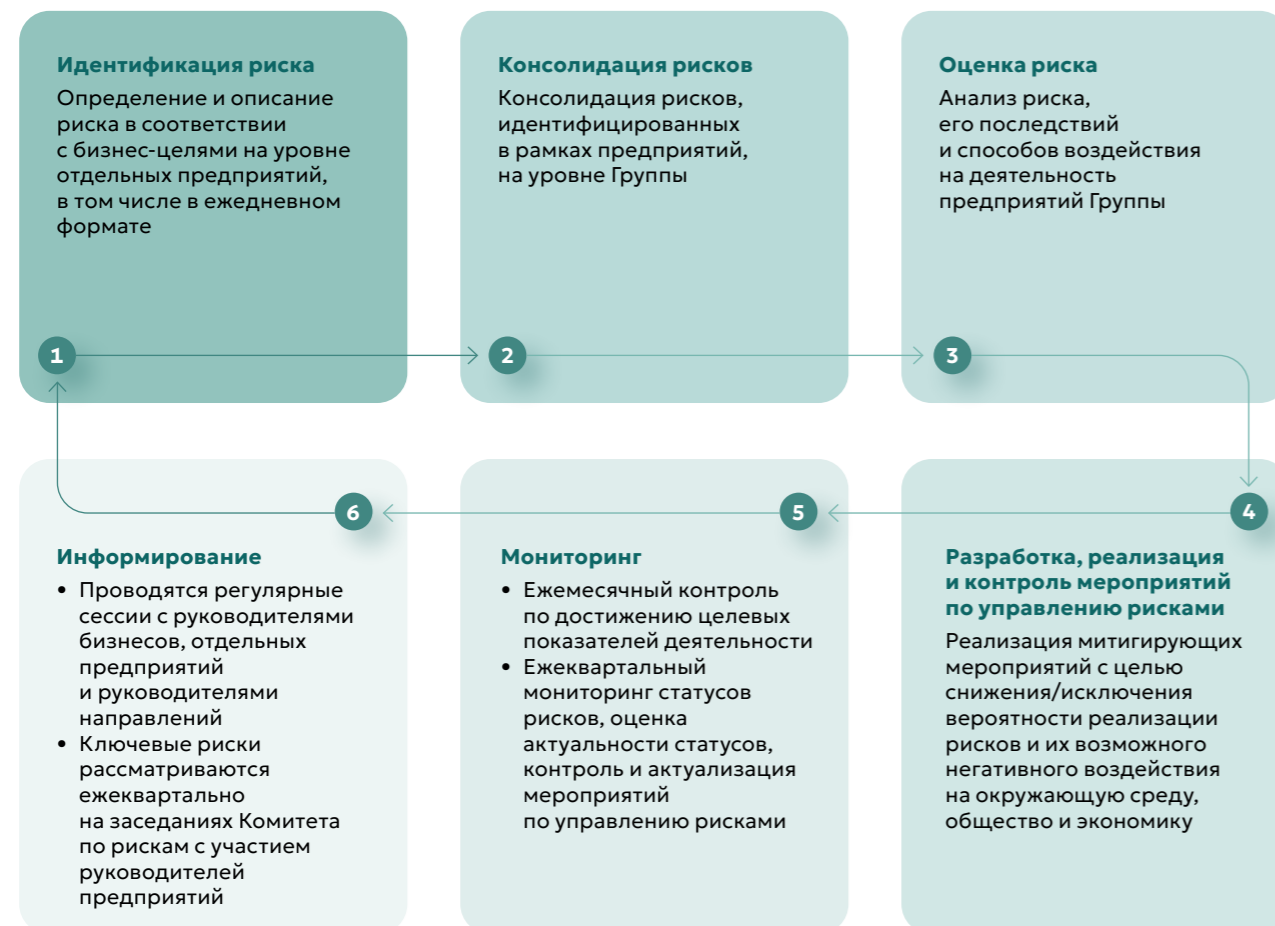 Идентификация риска
Определение и описание
риска в соответствии
с бизнес-целями на уровне
отдельных предприятий,
в том числе в ежедневном
формате
1
Консолидация рисков
Консолидация рисков,
идентифицированных
в рамках предприятий,
на уровне Группы
2
Оценка риска
Анализ риска,
его последствий
и способов воздействия
на деятельность
предприятий Группы
3
4
Разработка, реализация
и контроль мероприятий
по управлению рисками
Реализация митигирующих
мероприятий с целью
снижения/исключения
вероятности реализации
рисков и их возможного
негативного воздействия
на окружающую среду,
общество и экономику
5
Мониторинг
• Ежемесячный контроль
по достижению целевых
показателей деятельности
• Ежеквартальный
мониторинг статусов
рисков, оценка
актуальности статусов,
контроль и актуализация
мероприятий
по управлению рисками
6
Информирование
• Проводятся регулярные
сессии с руководителями
бизнесов, отдельных
предприятий
и руководителями
направлений
• Ключевые риски
рассматриваются
ежеквартально
на заседаниях Комитета
по рискам с участием
руководителей
предприятий